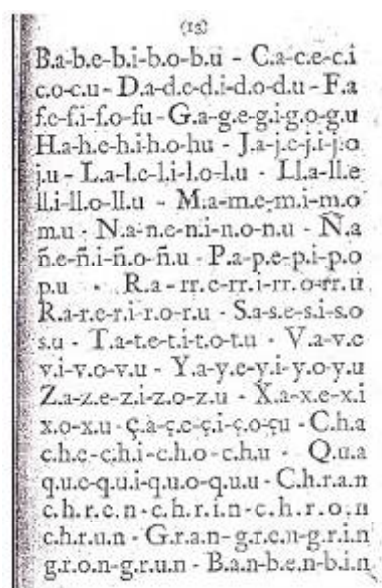 (13)
B.a-b.e-b.i-b.o-b.u - C.a-c.e-c.i
c.o-c.u - D.a-d.e-d.i-d.o-d.u - F.a
f.e-f.i-f.o-fu - G.a-g.e-g.i-g.o-g.u
H.a-h.e-h.i-h.o-hu - J.a-j.e-j.i-j.o
j.u - L.a-l.e-l.i-l.o-l.u - Ll.a-ll.e
ll.i-ll.o-ll.u - M.a-m.e-m.i-m.o
m.u - N.a-n.e-n.i-n.o-n.u - Ñ.a
ñ.e-ñ.i-ñ.o-ñ.u - P.a-p.e-p.i-p.o
p.u - R.a-rr.e-rr.i-rr.o-rr.u
R.a-r.e-r.i-r.o-r.u - S.a-s.e-s.i-s.o
s.u - T.a-t.e-t.i-t.o-t.u - V.a-v.e
v.i-v.o-v.u - Y.a-y.e-y.i-y.o-y.u
Z.a-z.e-z.i-z.o-z.u - X.a-x.e-x.i
x.o-x.u - Ç.a-ç.e-ç.i-ç.o-çu - C.h.a
c.h.e-c.h.i-c.h.o-c.h.u - Q.u.a
q.u.e-q.u.i-q.u.o-q.u.u - C.h.r.a.n
c.h.r.e.n-c.h.r.i.n-c.h.r.o.n
c.h.r.u.n - G.r.a.n-g.r.e.n-g.r.i.n
g.r.o.n-g.r.u.n - B.a.n-b.e.n-b.i.n